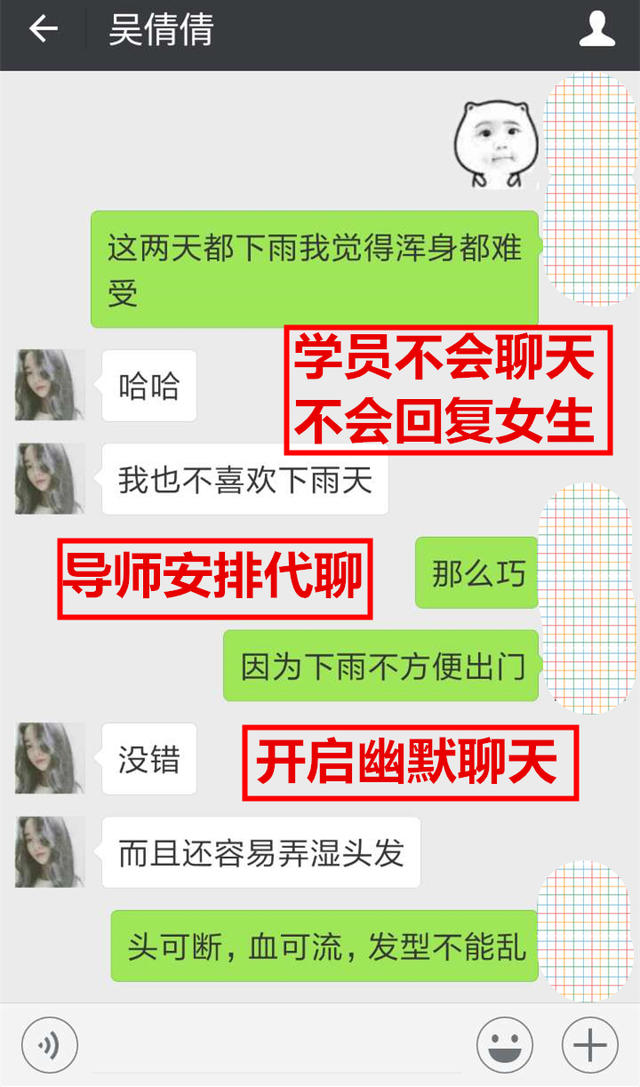 吴倩倩
这两天都下雨我觉得浑身都难
受
学员不会聊天
不会回复女生
哈哈
我也不喜欢下雨天
导师安排代聊
那么巧
因为下雨不方便出门
没错
开启幽默聊天
而且还容易弄湿头发
头可断，血可流，发型不能乱